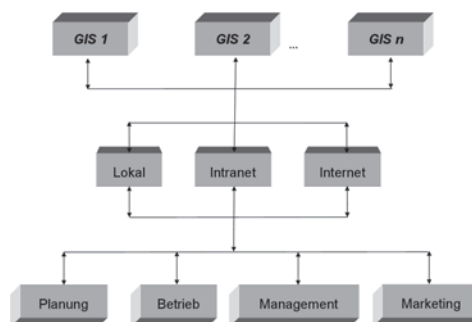 GIS 1
GIS 2
...
GIS n
Lokal
Intranet
Internet
Planung
Betrieb
Management
Marketing